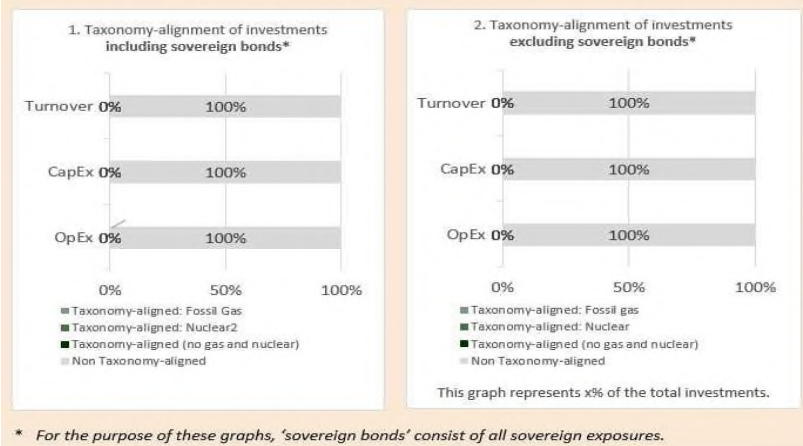 1. Taxonomy-alignment of investments
including sovereign bonds*
Turnover 0% 100%
CapEx 0% 100%
OpEx 0% 100%
0% 50% 100%
Taxonomy-aligned: Fossil Gas
Taxonomy-aligned: Nuclear2
Taxonomy-aligned (no gas and nuclear)
Non Taxonomy-aligned
2. Taxonomy-alignment of investments
excluding sovereign bonds*
Turnover 0% 100%
CapEx 0% 100%
OpEx 0% 100%
0% 50% 100%
Taxonomy-aligned: Fossil gas
Taxonomy-aligned: Nuclear
Taxonomy-aligned (no gas and nuclear)
Non Taxonomy-aligned
This graph represents x% of the total investments.
* For the purpose of these graphs, ‘sovereign bonds’ consist of all sovereign exposures.